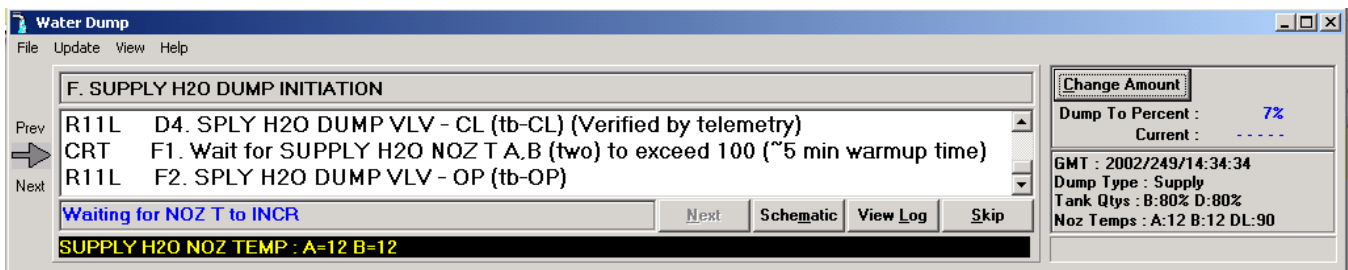 Water Dump
File Update View Help
F. SUPPLY H2O DUMP INITIATION
Prev
Next
R11L D4. SPLY H2O DUMP VLV - CL (tb-CL) (Verified by telemetry)
CRT F1. Wait for SUPPLY H2O NOZ T A,B (two) to exceed 100 (~5 min warmup time)
R11L F2. SPLY H2O DUMP VLV - OP (tb-OP)
Waiting for NOZ T to INCR
Next Schematic View Log Skip
SUPPLY H2O NOZ TEMP : A=12 B=12
Change Amount
Dump To Percent : 7%
Current : - - - - -
GMT : 2002/249/14:34:34
Dump Type : Supply
Tank Qtys : B:80% D:80%
Noz Temps : A:12 B:12 DL:90